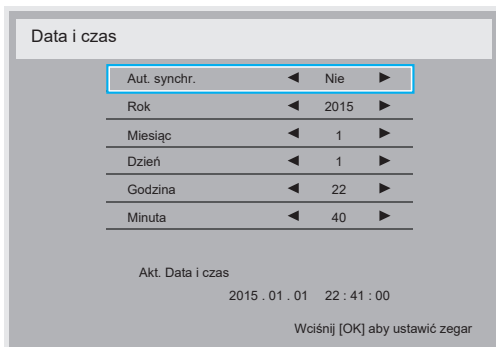 Data i czas
Aut. synchr. ◄ Nie ►
Rok ◄ 2015 ►
Miesiąc ◄ 1 ►
Dzień ◄ 1 ►
Godzina ◄ 22 ►
Minuta ◄ 40 ►
Akt. Data i czas
2015 . 01 . 01 22 : 41 : 00
Wciśnij [OK] aby ustawić zegar